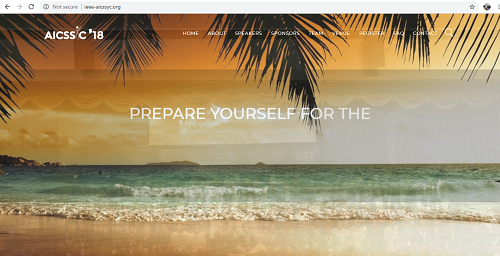 Not secure | ieee-aicssyc.org
AICSSYC '18
HOME ABOUT SPEAKERS SPONSORS TEAM VENUE REGISTER FAQ CONTACT
PREPARE YOURSELF FOR THE